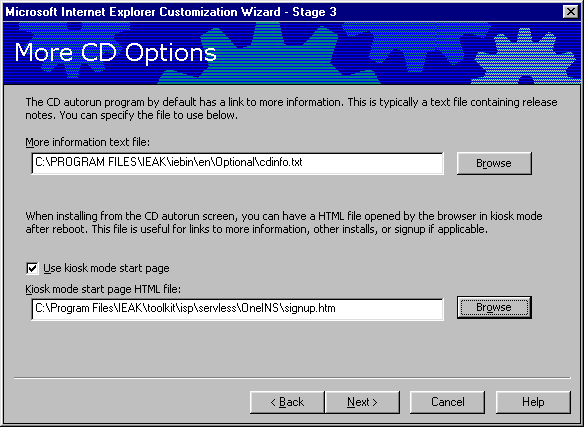 Microsoft Internet Explorer Customization Wizard - Stage 3
More CD Options
The CD autorun program by default has a link to more information. This is typically a text file containing release
notes. You can specify the file to use below.
More information text file:
C:\PROGRAM FILES\IEAK\iebin\en\Optional\cdinfo.txt
Browse
When installing from the CD autorun screen, you can have a HTML file opened by the browser in kiosk mode
after reboot. This file is useful for links to more information, other installs, or signup if applicable.
Use kiosk mode start page
Kiosk mode start page HTML file:
C:\Program Files\IEAK\toolkit\isp\servless\OneINS\signup.htm
Browse
< Back
Next >
Cancel
Help